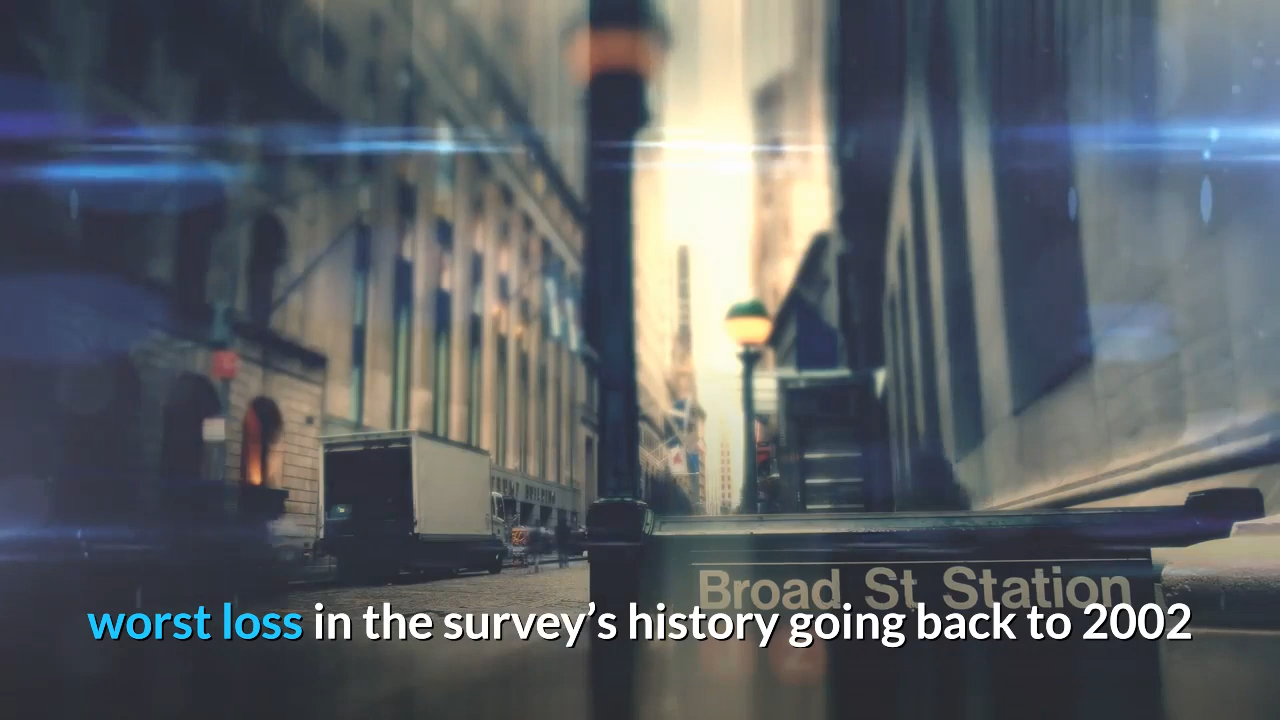 Broad St Station
worst loss in the survey’s history going back to 2002